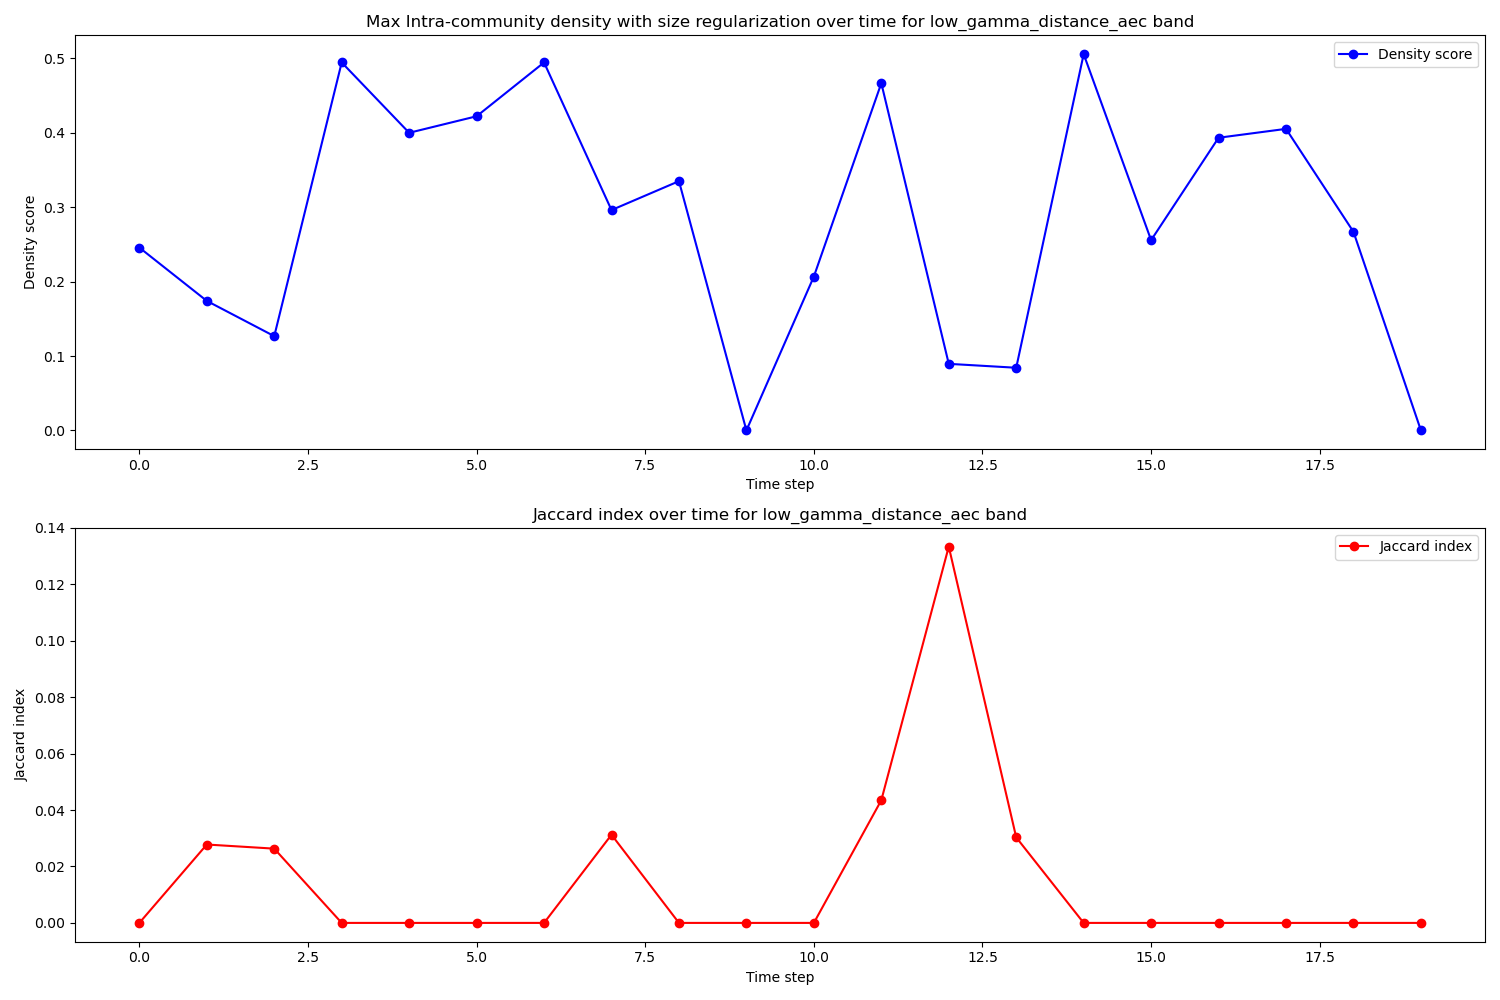 Max Intra-community density with size regularization over time for low_gamma_distance_aec band
Density score
0.5
0.4
0.3
0.2
0.1
0.0
Density score
0.0 2.5 5.0 7.5 10.0 12.5 15.0 17.5
Time step
Jaccard index over time for low_gamma_distance_aec band
Jaccard index
0.14
0.12
0.10
0.08
0.06
0.04
0.02
0.00
Jaccard index
0.0 2.5 5.0 7.5 10.0 12.5 15.0 17.5
Time step